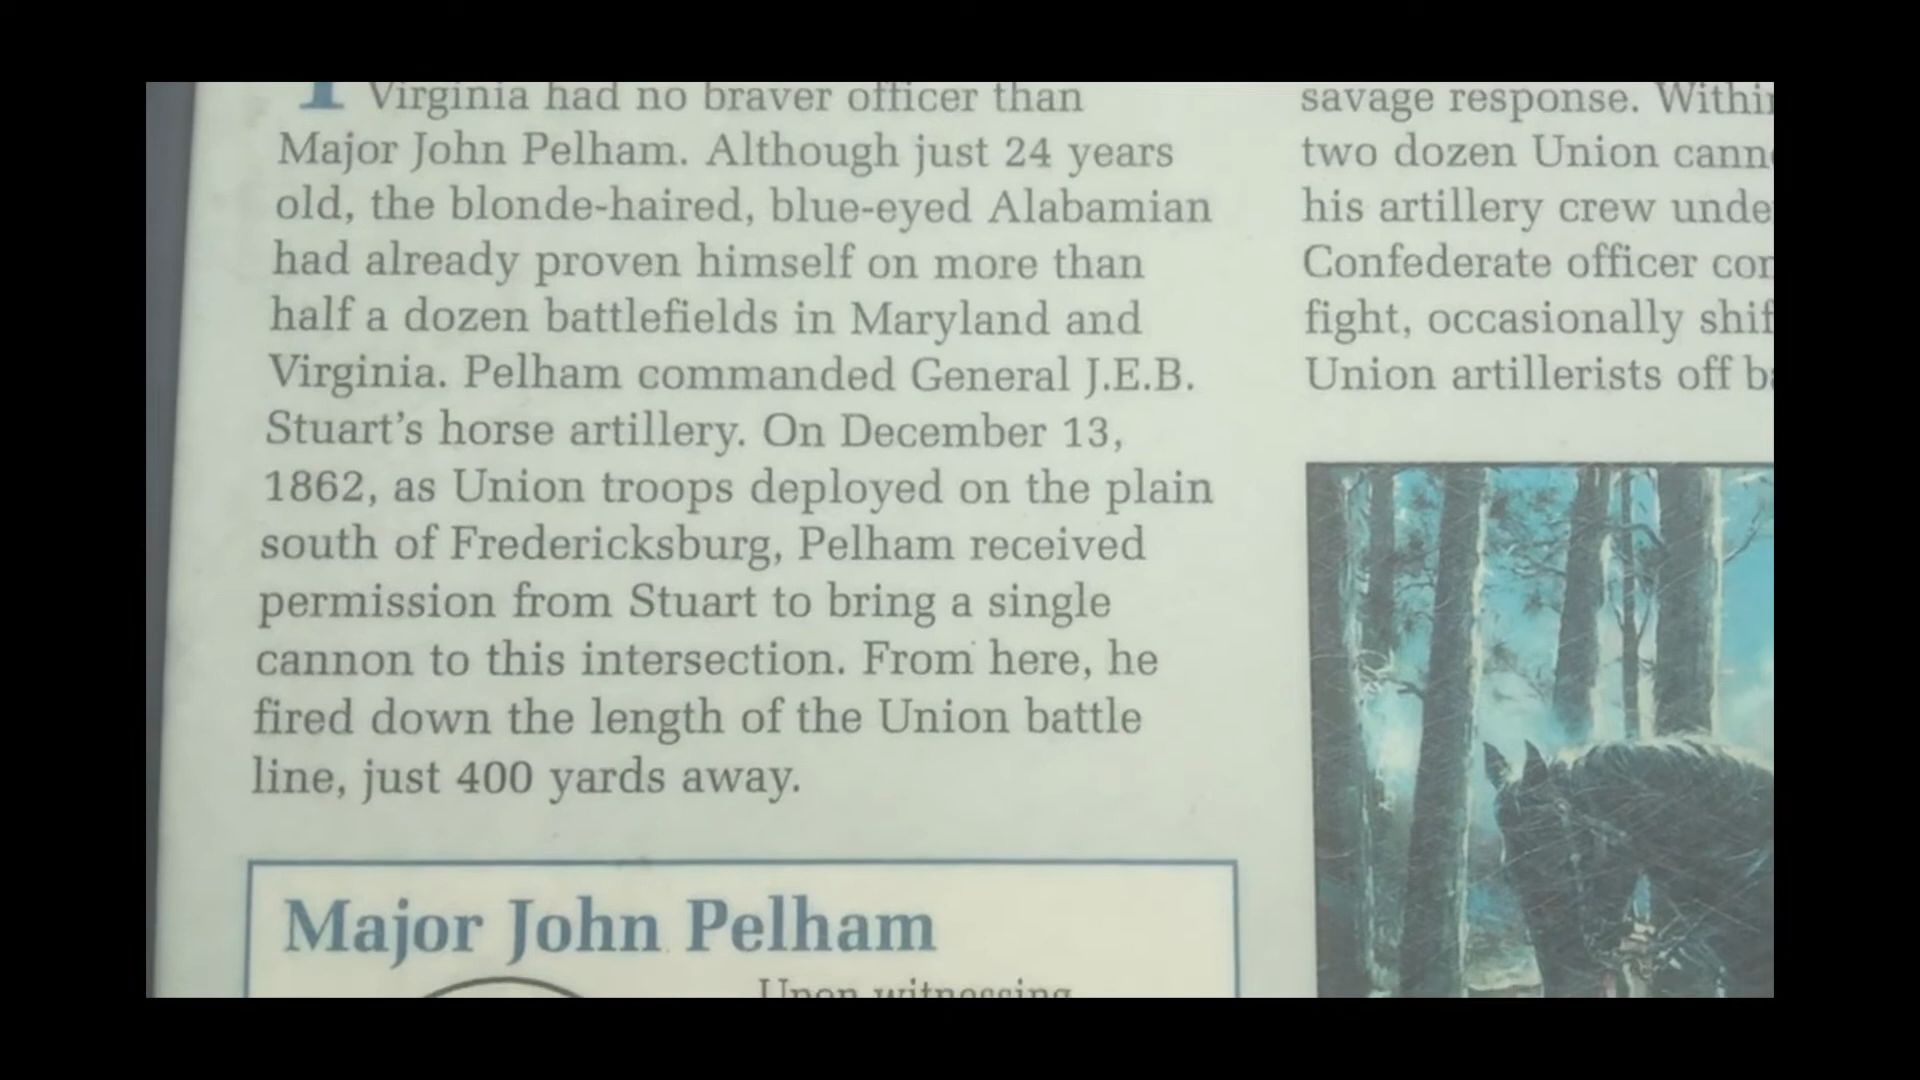 Virginia had no braver officer than
Major John Pelham. Although just 24 years
old, the blonde-haired, blue-eyed Alabamian
had already proven himself on more than
half a dozen battlefields in Maryland and
Virginia. Pelham commanded General J.E.B.
Stuart's horse artillery. On December 13,
1862, as Union troops deployed on the plain
south of Fredericksburg, Pelham received
permission from Stuart to bring a single
cannon to this intersection. From here, he
fired down the length of the Union battle
line, just 400 yards away.
Major John Pelham
Upon witnessing
savage response.
two dozen Union
his artillery crew
Confederate officer
fight, occasionally
Union artillerists off